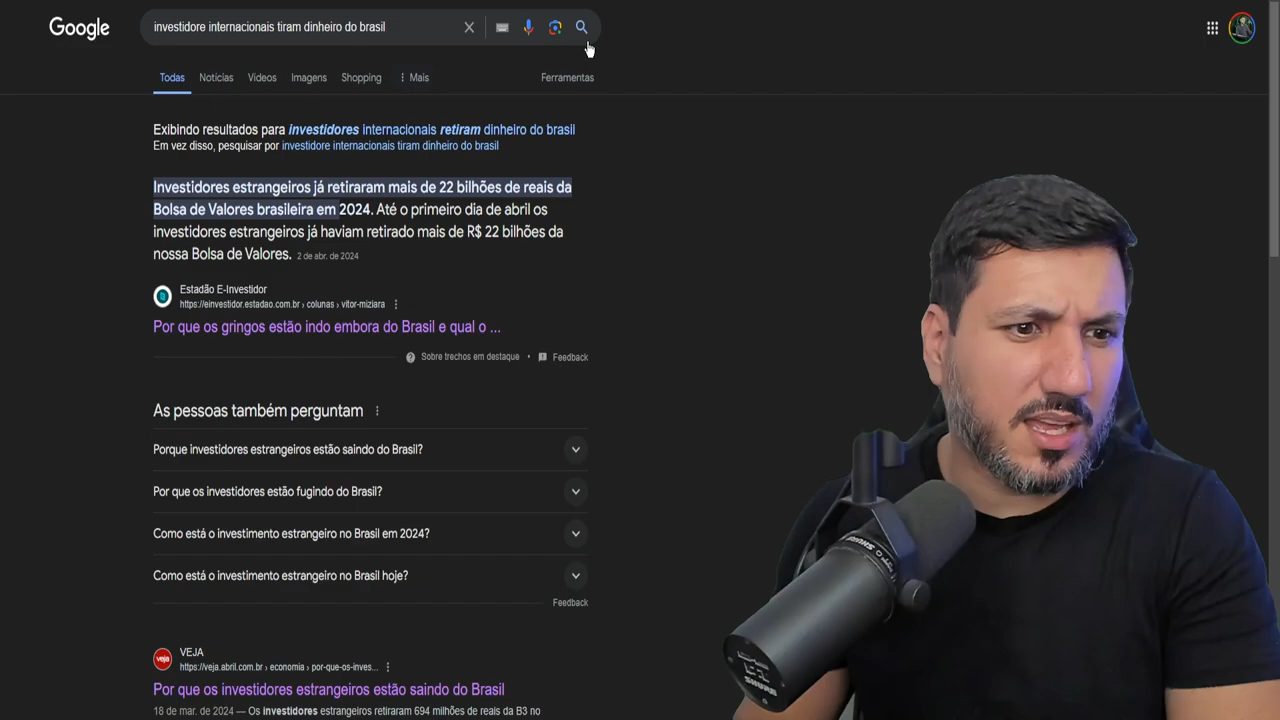 Google
investidore internacionais tiram dinheiro do brasil
Todas
Notícias
Vídeos
Imagens
Shopping
Mais
Ferramentas
Exibindo resultados para investidores internacionais retiram dinheiro do brasil
Em vez disso, pesquisar por investidore internacionais tiram dinheiro do brasil
Investidores estrangeiros já retiraram mais de 22 bilhões de reais da
Bolsa de Valores brasileira em 2024. Até o primeiro dia de abril os
investidores estrangeiros já haviam retirado mais de R$ 22 bilhões da
nossa Bolsa de Valores. 2 de abr. de 2024
Estadão E-Investidor
https://einvestidor.estadao.com.br › colunas › vitor-miziara
Por que os gringos estão indo embora do Brasil e qual o ...
Sobre trechos em destaque • Feedback
As pessoas também perguntam
Porque investidores estrangeiros estão saindo do Brasil?
Por que os investidores estão fugindo do Brasil?
Como está o investimento estrangeiro no Brasil em 2024?
Como está o investimento estrangeiro no Brasil hoje?
Feedback
veja
VEJA
https://veja.abril.com.br › economia › por-que-os-inves...
Por que os investidores estrangeiros estão saindo do Brasil
18 de mar. de 2024 — Os investidores estrangeiros retiraram 694 milhões de reais da B3 no
SHURE
SHURE